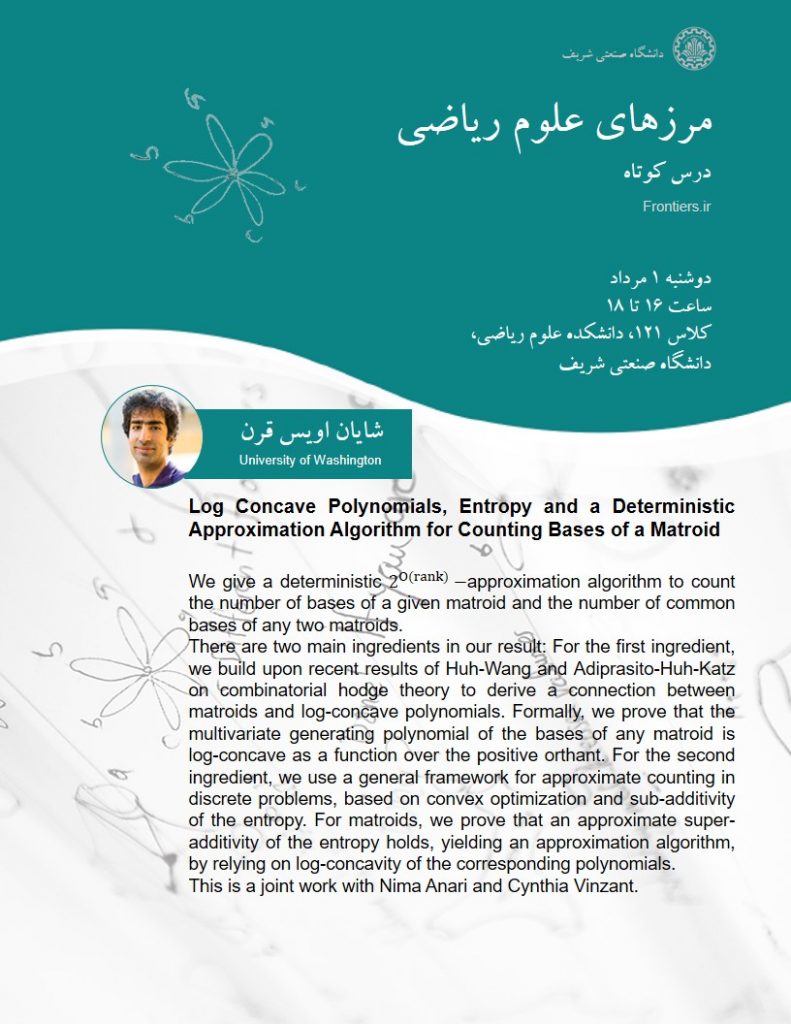 دانشگاه صنعتی شریف
مرزهای علوم ریاضی
درس کوتاه
Frontiers.ir
دوشنبه ۱ مرداد
ساعت ۱۶ تا ۱۸
کلاس ۱۲۱، دانشکده علوم ریاضی،
دانشگاه صنعتی شریف
شایان اویس قرن
University of Washington
Log Concave Polynomials, Entropy and a Deterministic
Approximation Algorithm for Counting Bases of a Matroid
We give a deterministic 2^O(rank) –approximation algorithm to count
the number of bases of a given matroid and the number of common
bases of any two matroids.
There are two main ingredients in our result: For the first ingredient,
we build upon recent results of Huh-Wang and Adiprasito-Huh-Katz
on combinatorial hodge theory to derive a connection between
matroids and log-concave polynomials. Formally, we prove that the
multivariate generating polynomial of the bases of any matroid is
log-concave as a function over the positive orthant. For the second
ingredient, we use a general framework for approximate counting in
discrete problems, based on convex optimization and sub-additivity
of the entropy. For matroids, we prove that an approximate super-
additivity of the entropy holds, yielding an approximation algorithm,
by relying on log-concavity of the corresponding polynomials.
This is a joint work with Nima Anari and Cynthia Vinzant.